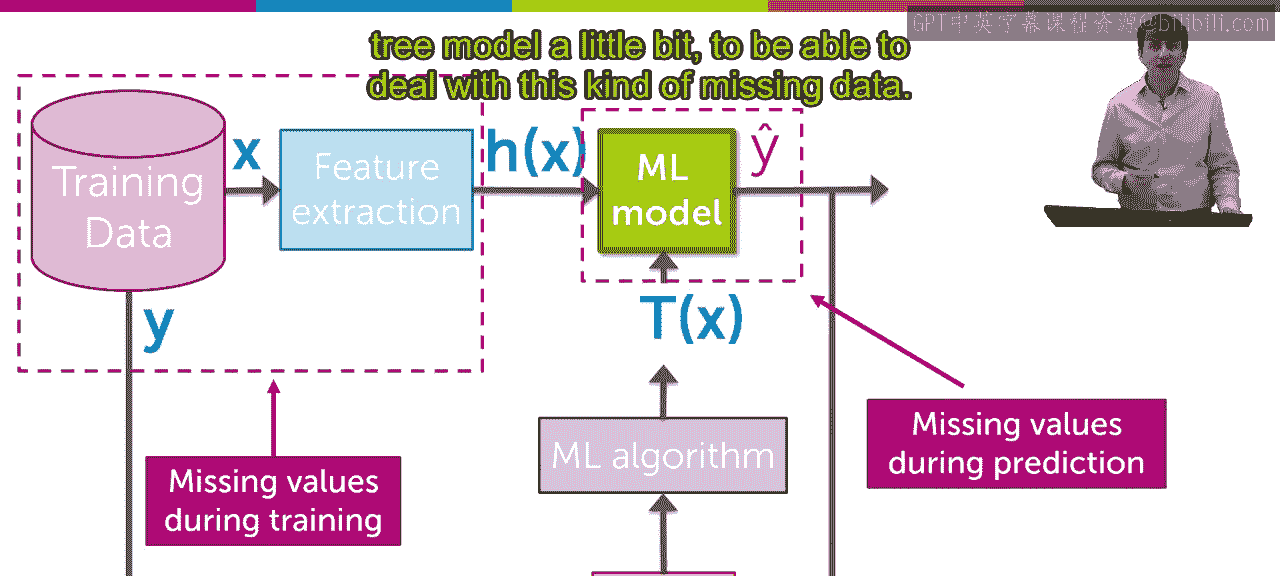 GPT中英字幕课程资源@bilibili.com
tree model a little bit, to be able to
deal with this kind of missing data.
Training
Data
x
Feature
extraction
h(x)
ML
model
ŷ
y
T(x)
ML algorithm
Missing values
during training
Missing values
during prediction